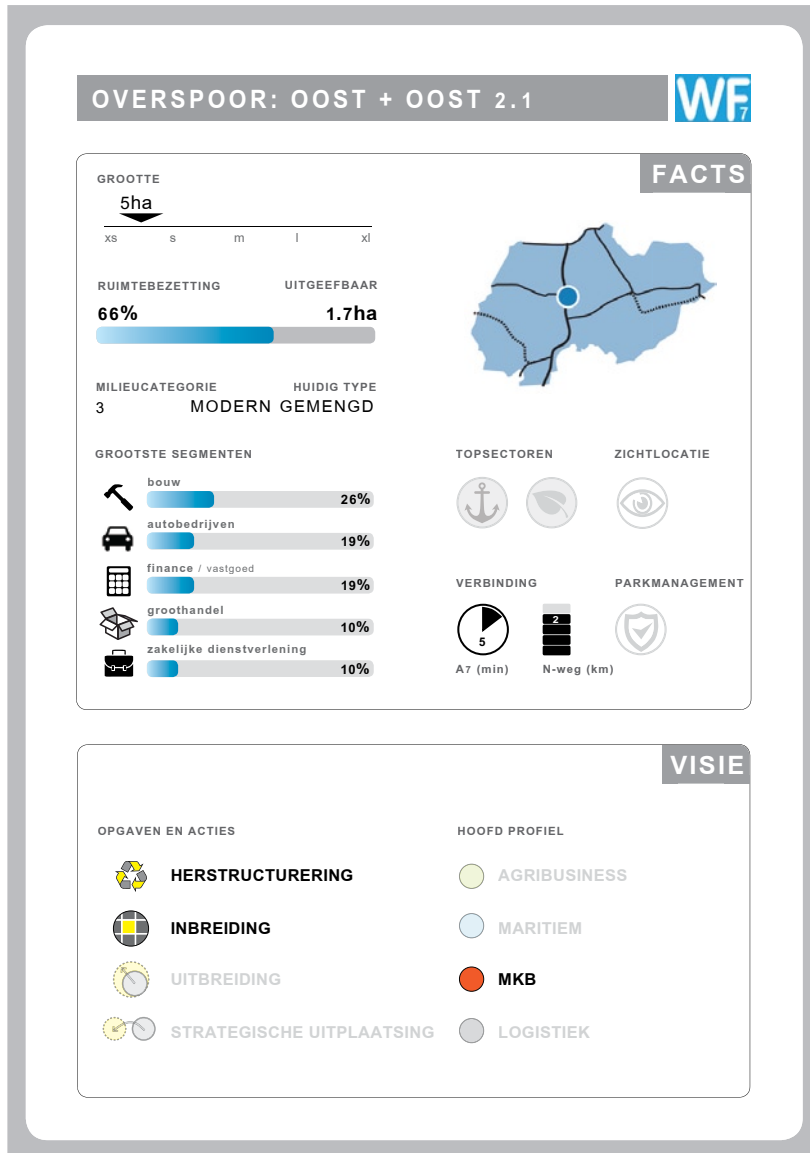 OVERSPOOR: OOST + OOST 2.1
WF7
FACTS
GROOTTE
5ha
xs s m l xl
RUIMTEBEZETTING UITGEEFBAAR
66% 1.7ha
MILIEUCATEGORIE HUIDIG TYPE
3 MODERN GEMENGD
GROOTSTE SEGMENTEN
bouw
26%
autobedrijven
19%
finance / vastgoed
19%
groothandel
10%
zakelijke dienstverlening
10%
TOPSECTOREN ZICHTLOCATIE
VERBINDING PARKMANAGEMENT
5 2
A7 (min) N-weg (km)
VISIE
OPGAVEN EN ACTIES
HERSTRUCTURERING
INBREIDING
UITBREIDING
STRATEGISCHE UITPLAATSING
HOOFD PROFIEL
AGRIBUSINESS
MARITIEM
MKB
LOGISTIEK